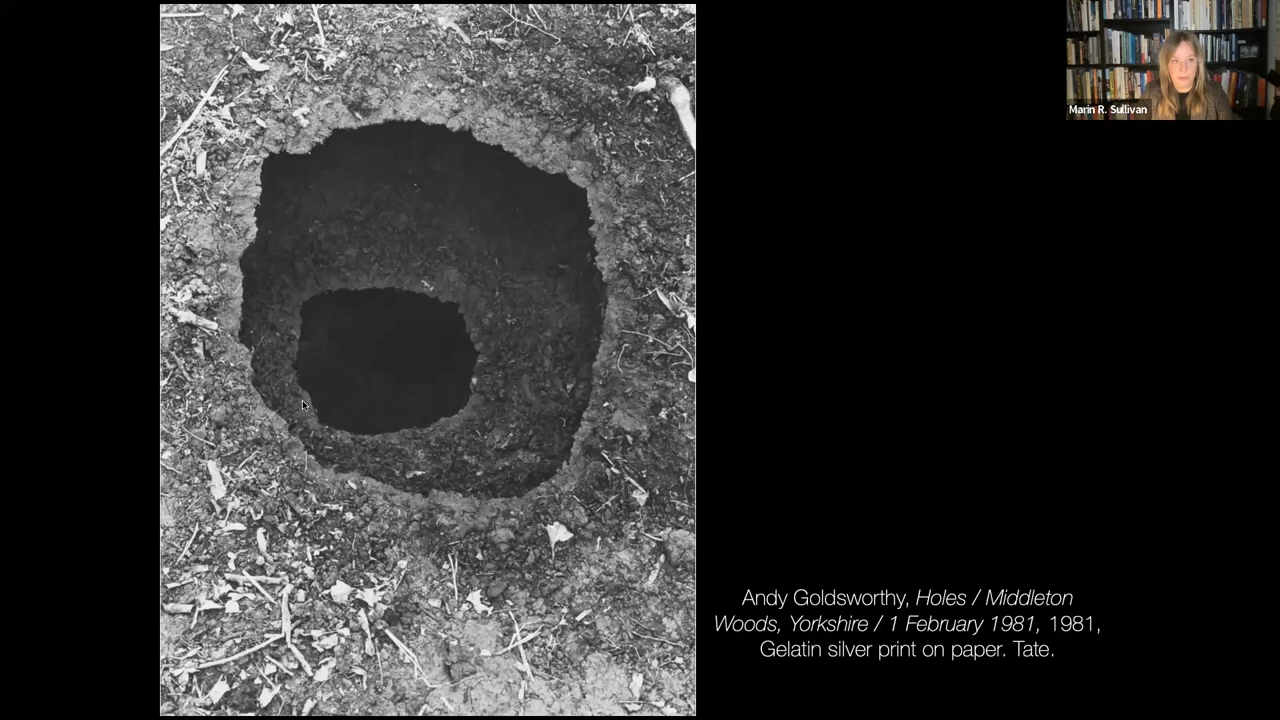 Marin R. Sullivan
Andy Goldsworthy, Holes / Middleton
Woods, Yorkshire / 1 February 1981, 1981,
Gelatin silver print on paper. Tate.